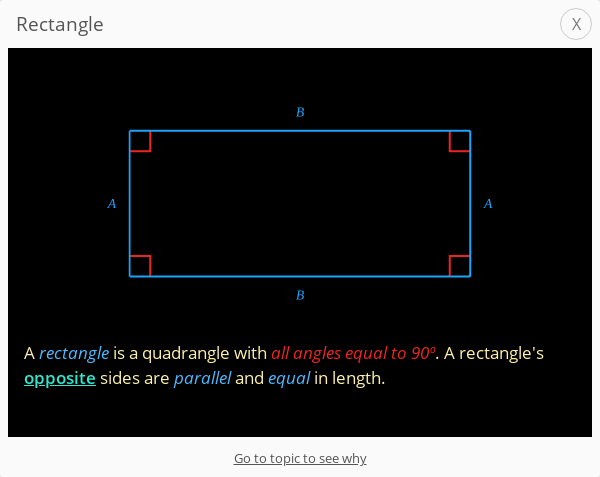 Rectangle
X
B
A
A
B
A rectangle is a quadrangle with all angles equal to 90º. A rectangle's
opposite sides are parallel and equal in length.
Go to topic to see why